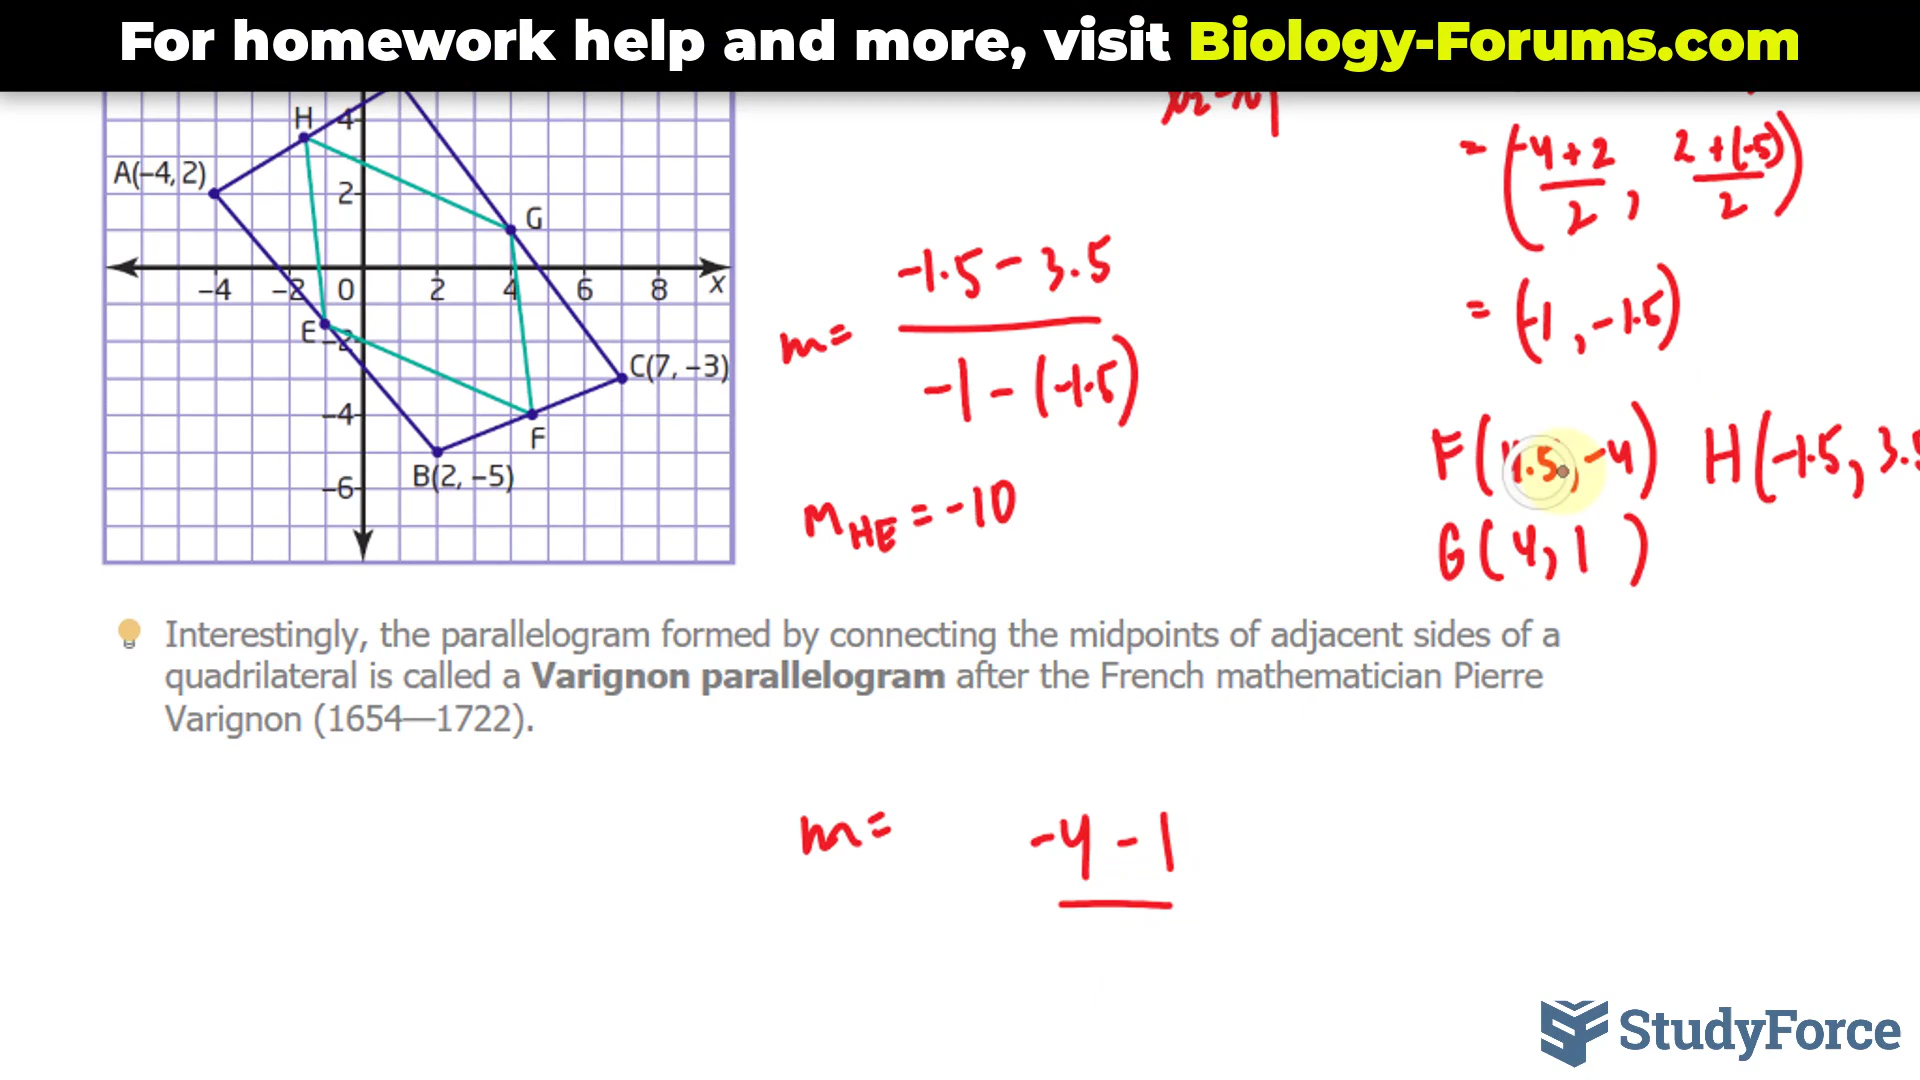 For homework help and more, visit Biology-Forums.com
H
4
A(−4, 2)
2
G
−4 −2 0 2 4 6 8 x
E
−2
C(7, −3)
−4
F
B(2, −5)
−6
m= -1.5 - 3.5
-1 - (-1.5)
m HE = -10
= (-4+2/2, 2+(-5)/2)
= (-1, -1.5)
F(4.5, -4) H(-1.5, 3.5
G(4, 1 )
Interestingly, the parallelogram formed by connecting the midpoints of adjacent sides of a
quadrilateral is called a Varignon parallelogram after the French mathematician Pierre
Varignon (1654—1722).
m= -4 - 1
StudyForce